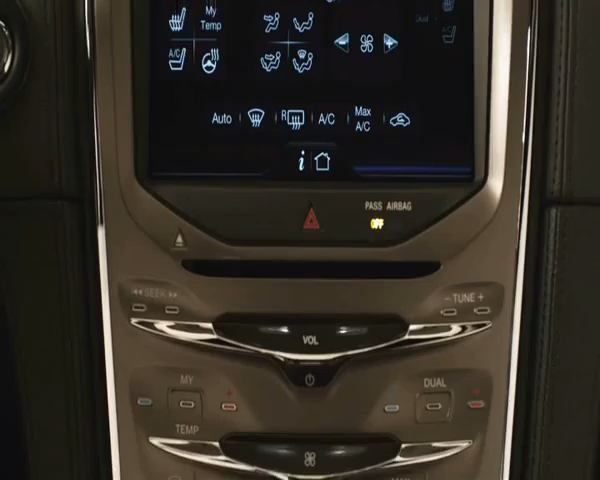 My
Temp
Dual
A/C
Auto R A/C Max
A/C
i
PASS AIRBAG
OFF
SEEK
- TUNE +
VOL
MY
DUAL
TEMP